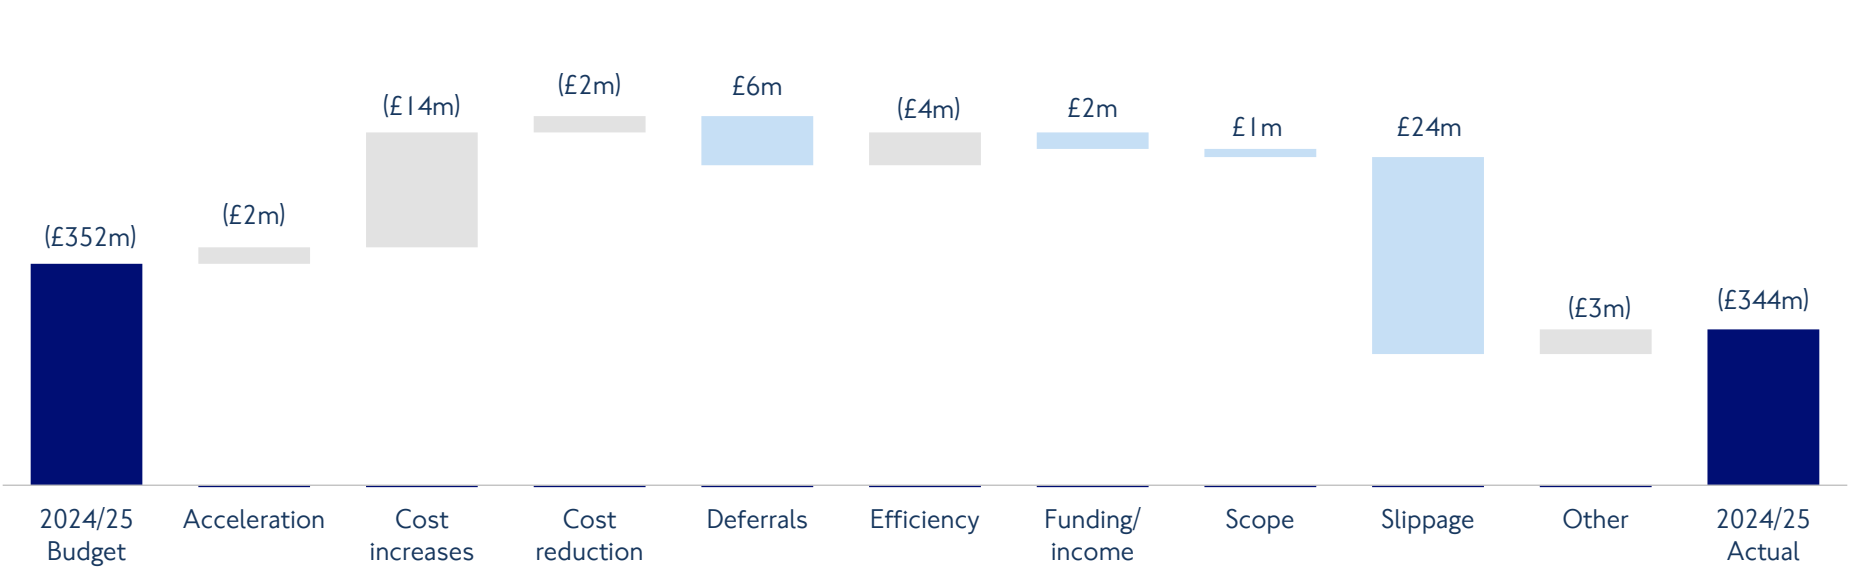 (£2m)
£6m
(£14m)
(£4m)
£2m
£1m
£24m
(£2m)
(£352m)
(£3m)
(£344m)
2024/25
Budget
Acceleration
Cost
increases
Cost
reduction
Deferrals
Efficiency
Funding/
income
Scope
Slippage
Other
2024/25
Actual